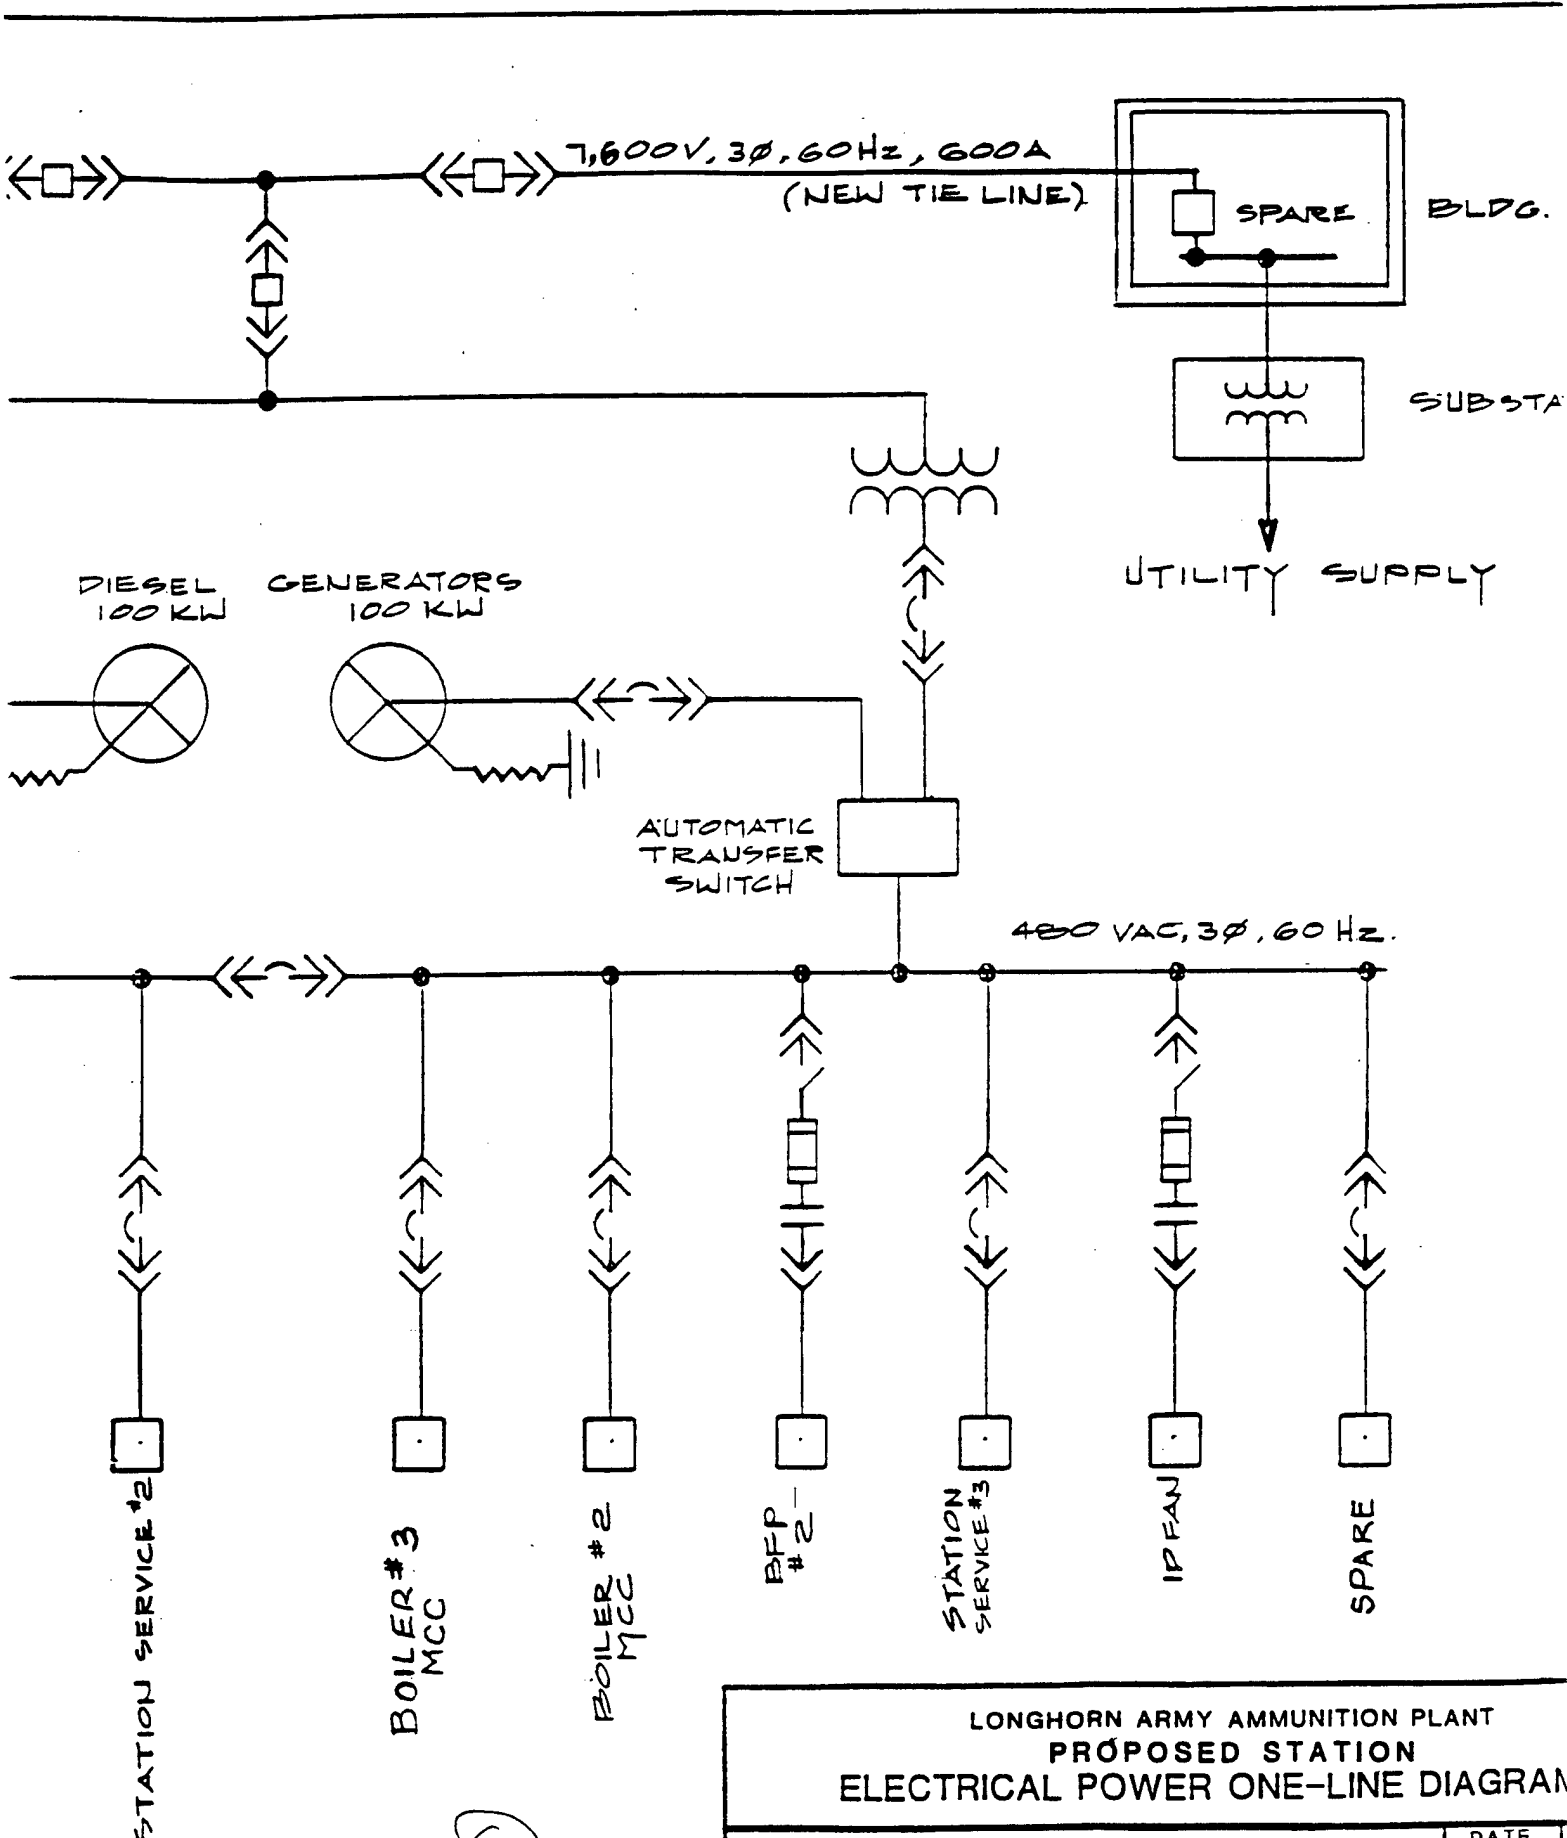 7,600V, 3Ø, 60Hz, 600A
(NEW TIE LINE)
SPARE
BLDG.
SUBSTA
UTILITY SUPPLY
DIESEL GENERATORS
100 KW 100 KW
AUTOMATIC
TRANSFER
SWITCH
480 VAC, 3Ø, 60 Hz.
STATION SERVICE #2
BOILER #3
MCC
BOILER #2
MCC
BFP
#2
STATION
SERVICE #3
ID FAN
SPARE
LONGHORN ARMY AMMUNITION PLANT
PROPOSED STATION
ELECTRICAL POWER ONE-LINE DIAGRAM
DATE